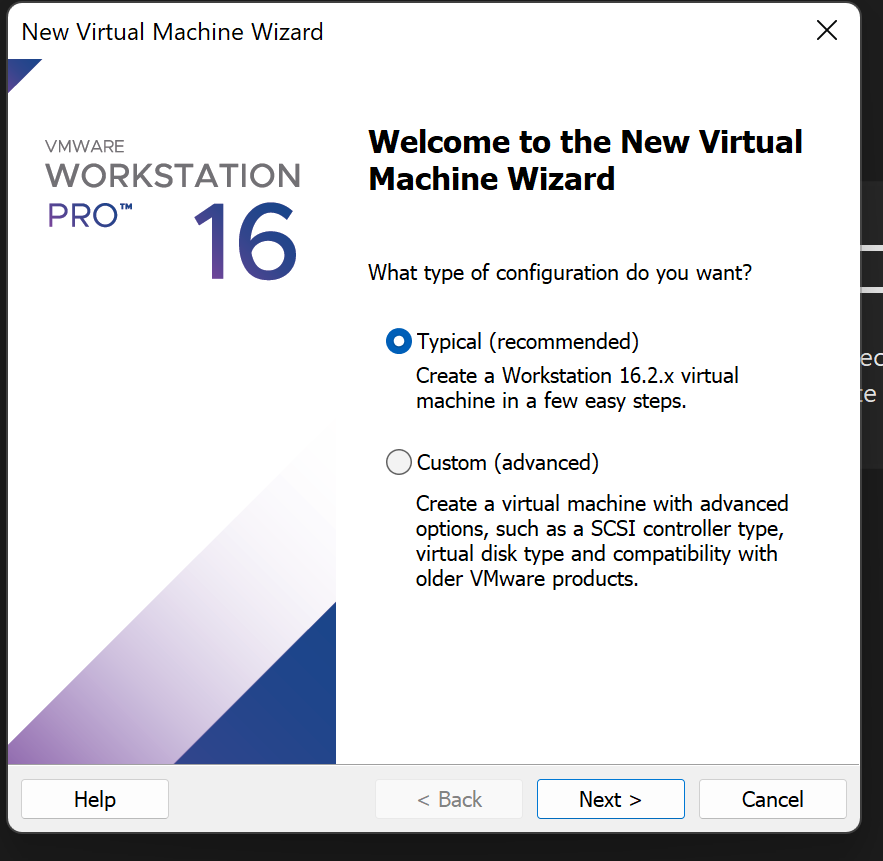 New Virtual Machine Wizard
VMWARE
WORKSTATION
PRO™
16
Welcome to the New Virtual
Machine Wizard
What type of configuration do you want?
Typical (recommended)
Create a Workstation 16.2.x virtual
machine in a few easy steps.
Custom (advanced)
Create a virtual machine with advanced
options, such as a SCSI controller type,
virtual disk type and compatibility with
older VMware products.
Help
< Back
Next >
Cancel